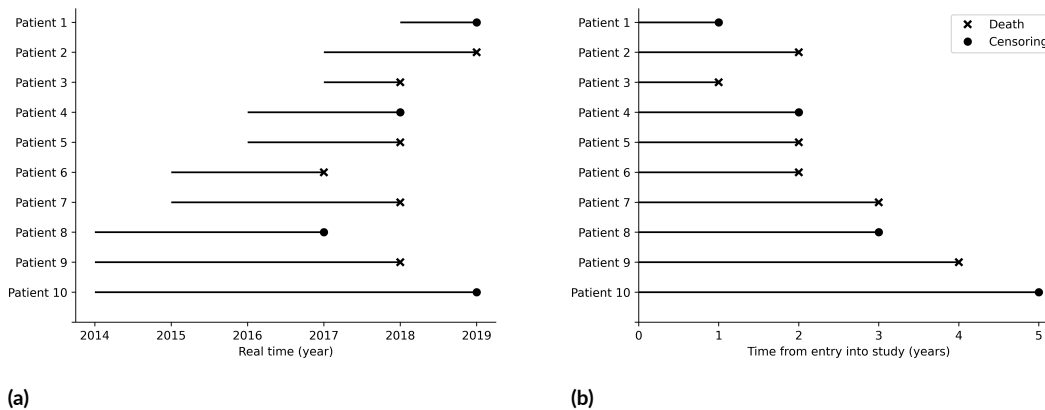 Patient 1
Patient 2
Patient 3
Patient 4
Patient 5
Patient 6
Patient 7
Patient 8
Patient 9
Patient 10
2014 2015 2016 2017 2018 2019
Real time (year)
(a)
Patient 1
Patient 2
Patient 3
Patient 4
Patient 5
Patient 6
Patient 7
Patient 8
Patient 9
Patient 10
Death
Censoring
0 1 2 3 4 5
Time from entry into study (years)
(b)